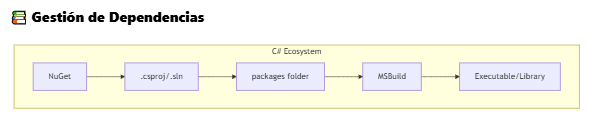 📚 Gestión de Dependencias
C# Ecosystem
NuGet
.csproj/.sln
packages folder
MSBuild
Executable/Library